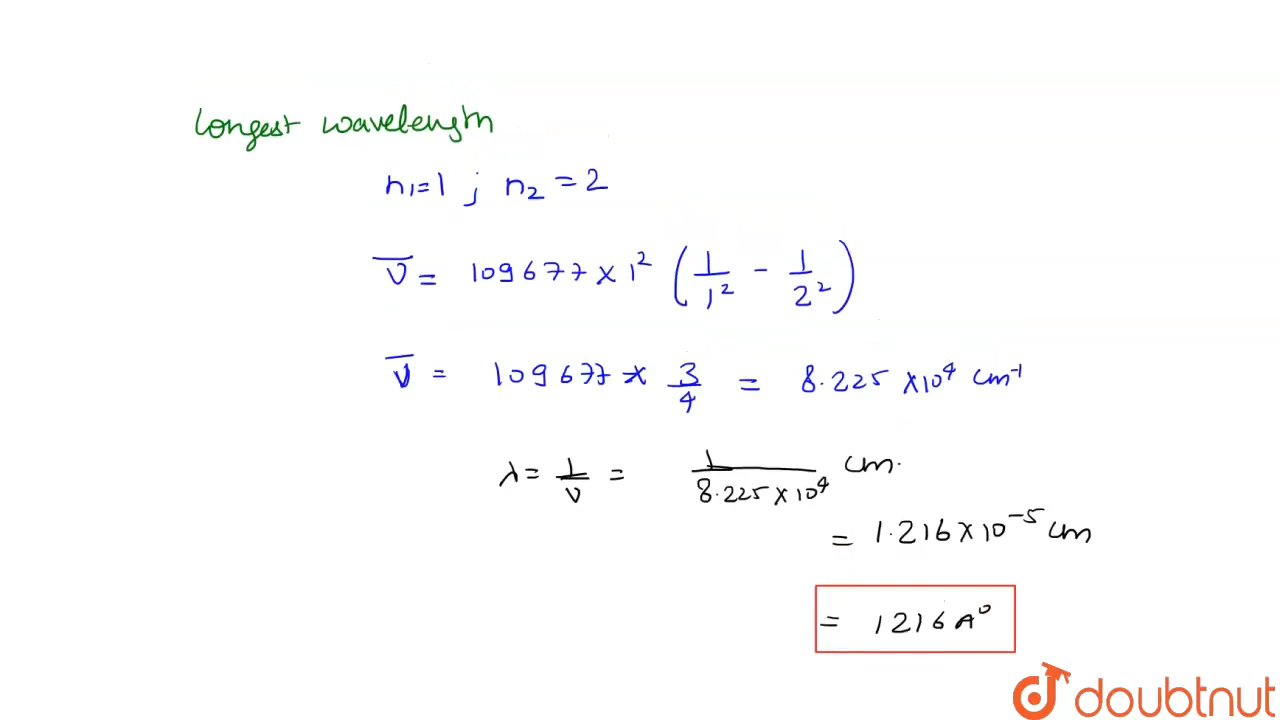 longest wavelength
n₁=1 ; n₂ = 2
ν̅ = 109677 × 1² (1/1² - 1/2²)
ν̅ = 109677 × 3/4 = 8.225 × 10⁴ cm⁻¹
λ = 1/ν = 1/8.225 × 10⁴ cm.
= 1.216 × 10⁻⁵ cm
= 1216 A⁰
doubtnut